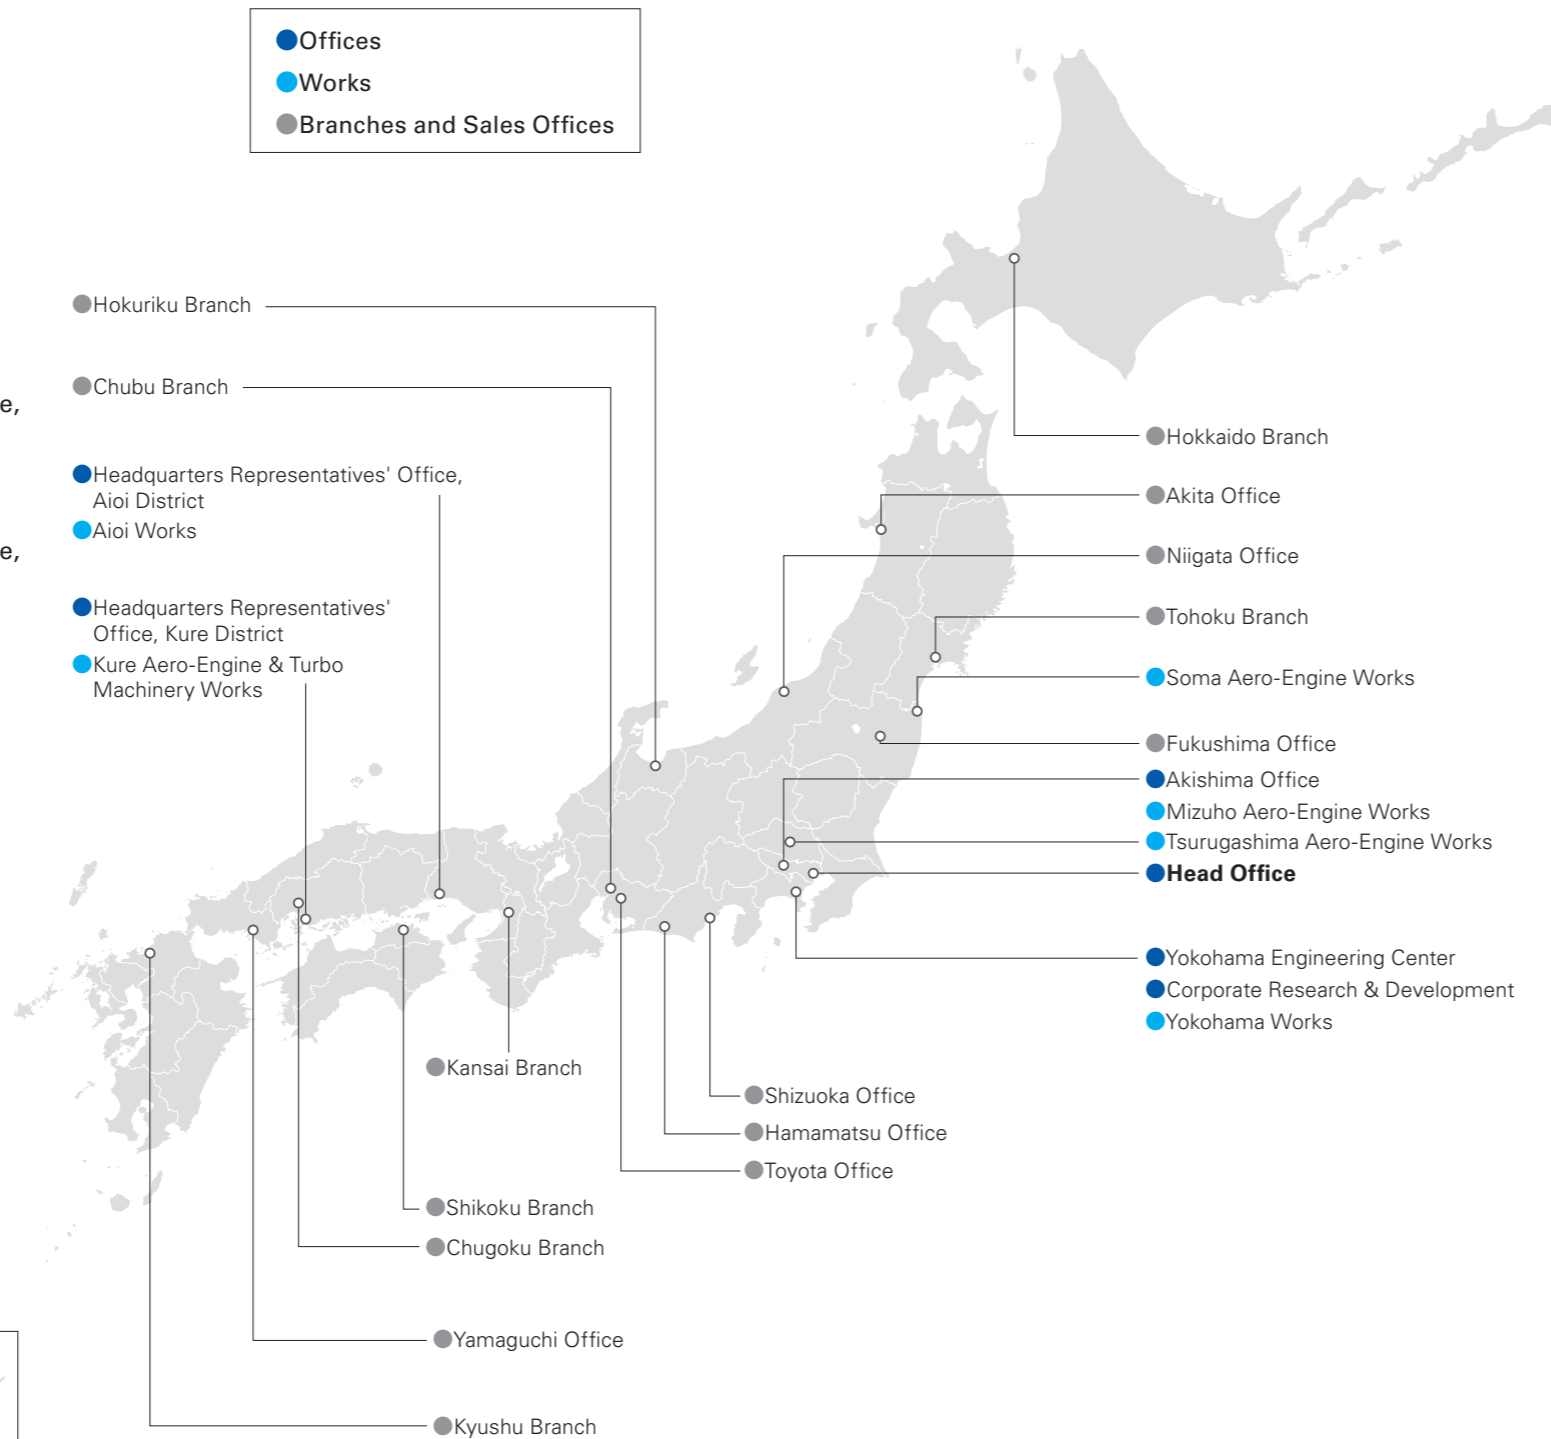 Offices
Works
Branches and Sales Offices
Hokuriku Branch
Chubu Branch
e,
Headquarters Representatives' Office,
Aioi District
Aioi Works
e,
Headquarters Representatives'
Office, Kure District
Kure Aero-Engine & Turbo
Machinery Works
Hokkaido Branch
Akita Office
Niigata Office
Tohoku Branch
Soma Aero-Engine Works
Fukushima Office
Akishima Office
Mizuho Aero-Engine Works
Tsurugashima Aero-Engine Works
Head Office
Yokohama Engineering Center
Corporate Research & Development
Yokohama Works
Kansai Branch
Shizuoka Office
Hamamatsu Office
Toyota Office
Shikoku Branch
Chugoku Branch
Yamaguchi Office
Kyushu Branch